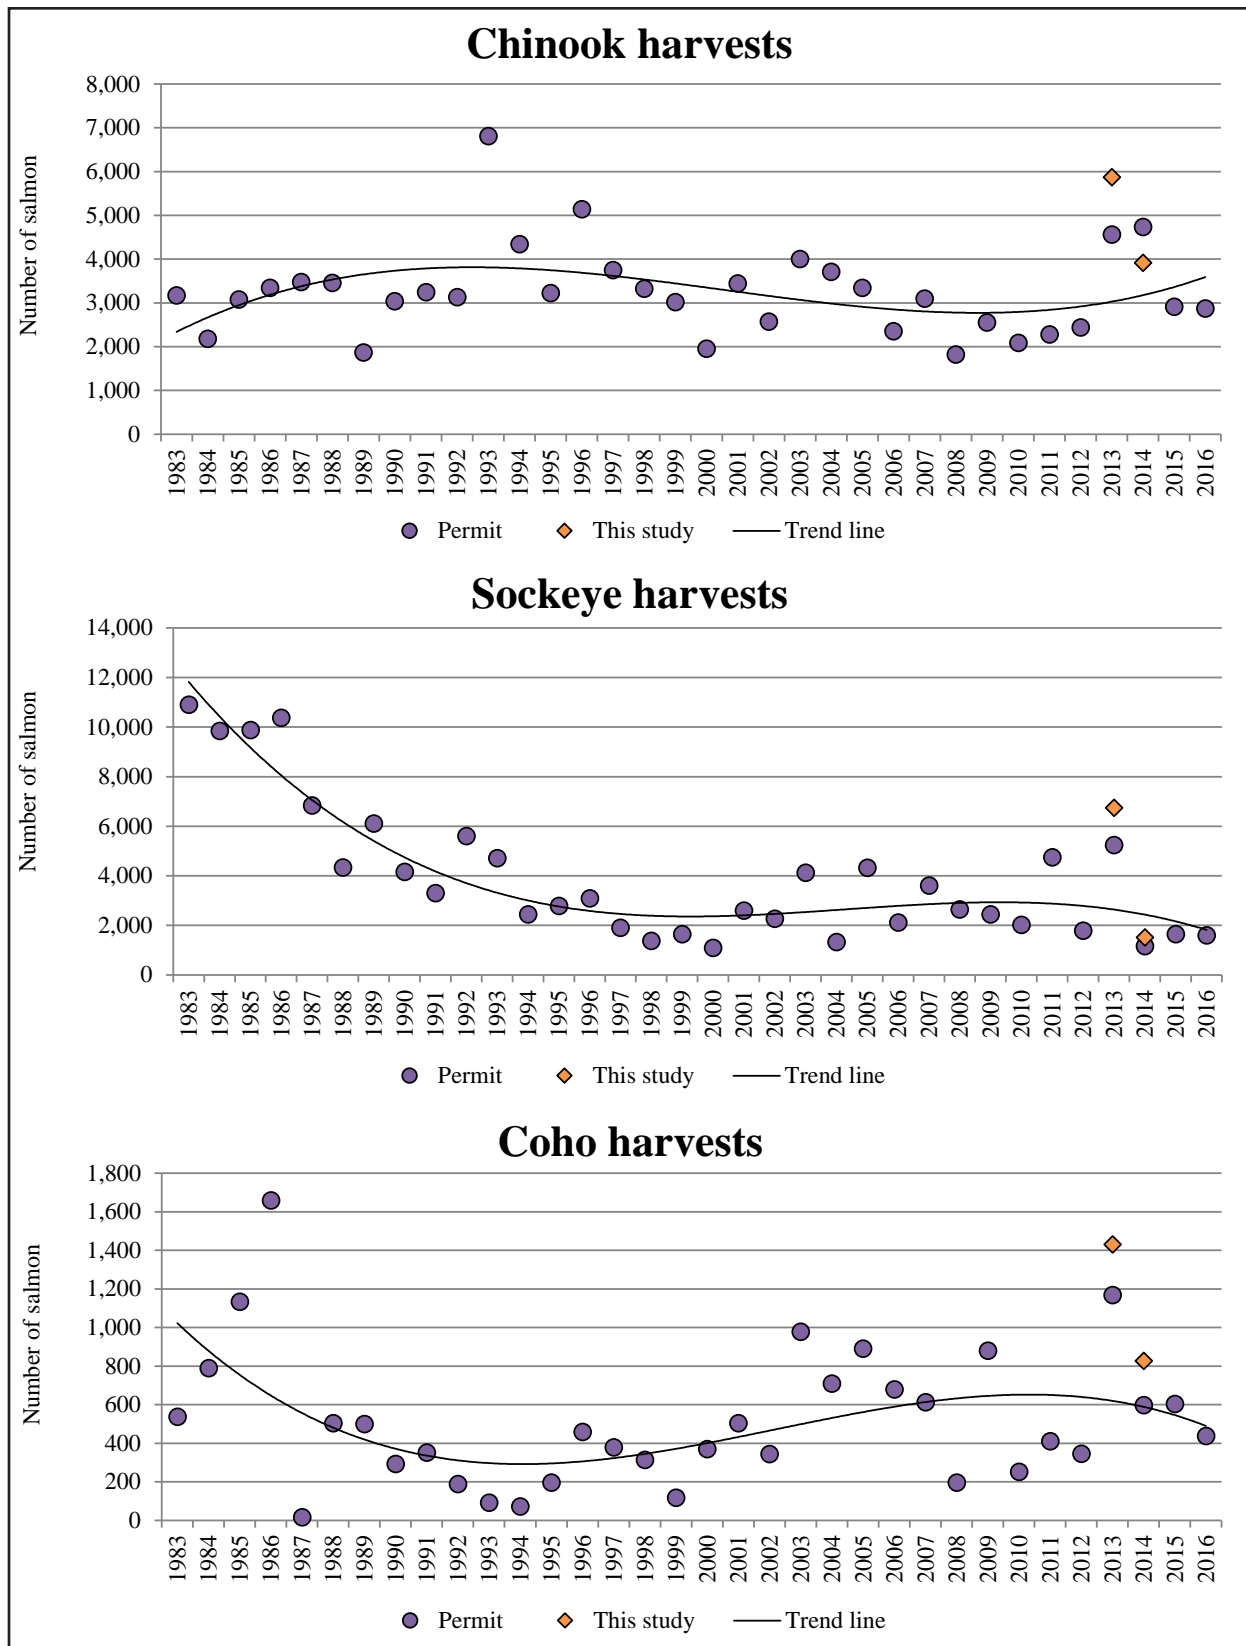 Chinook harvests
8,000
7,000
6,000
5,000
4,000
3,000
2,000
1,000
0
Number of salmon
1983 1984 1985 1986 1987 1988 1989 1990 1991 1992 1993 1994 1995 1996 1997 1998 1999 2000 2001 2002 2003 2004 2005 2006 2007 2008 2009 2010 2011 2012 2013 2014 2015 2016
Permit This study Trend line
Sockeye harvests
14,000
12,000
10,000
8,000
6,000
4,000
2,000
0
Number of salmon
1983 1984 1985 1986 1987 1988 1989 1990 1991 1992 1993 1994 1995 1996 1997 1998 1999 2000 2001 2002 2003 2004 2005 2006 2007 2008 2009 2010 2011 2012 2013 2014 2015 2016
Permit This study Trend line
Coho harvests
1,800
1,600
1,400
1,200
1,000
800
600
400
200
0
Number of salmon
1983 1984 1985 1986 1987 1988 1989 1990 1991 1992 1993 1994 1995 1996 1997 1998 1999 2000 2001 2002 2003 2004 2005 2006 2007 2008 2009 2010 2011 2012 2013 2014 2015 2016
Permit This study Trend line